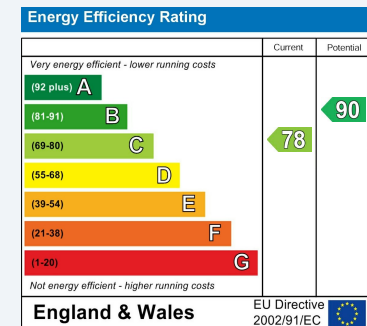 Energy Efficiency Rating
Current Potential
Very energy efficient - lower running costs
(92 plus) A
(81-91) B
90
(69-80) C
78
(55-68) D
(39-54) E
(21-38) F
(1-20) G
Not energy efficient - higher running costs
England & Wales
EU Directive
2002/91/EC